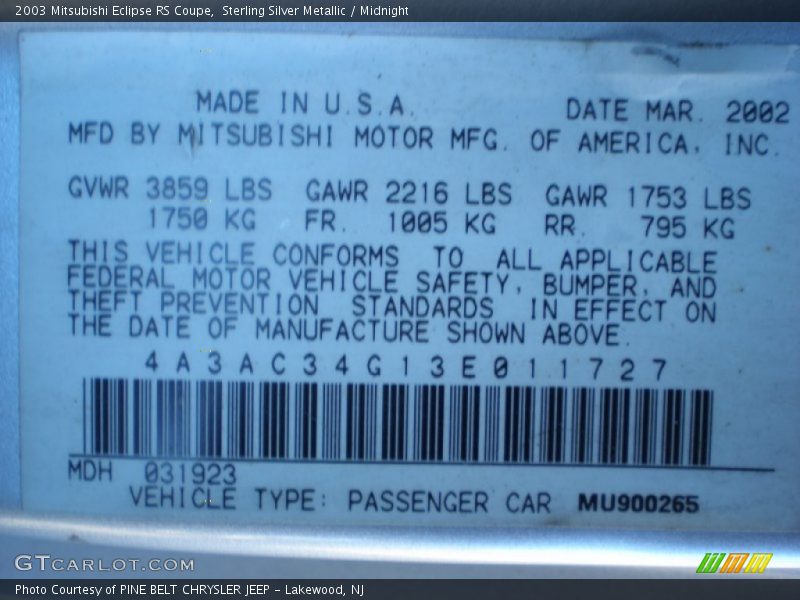 2003 Mitsubishi Eclipse RS Coupe,  Sterling Silver Metallic / Midnight
MADE IN U.S.A. DATE MAR. 2002
MFD BY MITSUBISHI MOTOR MFG. OF AMERICA, INC.
GVWR 3859 LBS GAWR 2216 LBS GAWR 1753 LBS
1750 KG FR. 1005 KG RR. 795 KG
THIS VEHICLE CONFORMS TO ALL APPLICABLE
FEDERAL MOTOR VEHICLE SAFETY, BUMPER, AND
THEFT PREVENTION STANDARDS IN EFFECT ON
THE DATE OF MANUFACTURE SHOWN ABOVE.
4A3AC34G13E011727
MDH 031923
VEHICLE TYPE: PASSENGER CAR MU900265
GTCARLOT.COM
Photo Courtesy of PINE BELT CHRYSLER JEEP - Lakewood, NJ